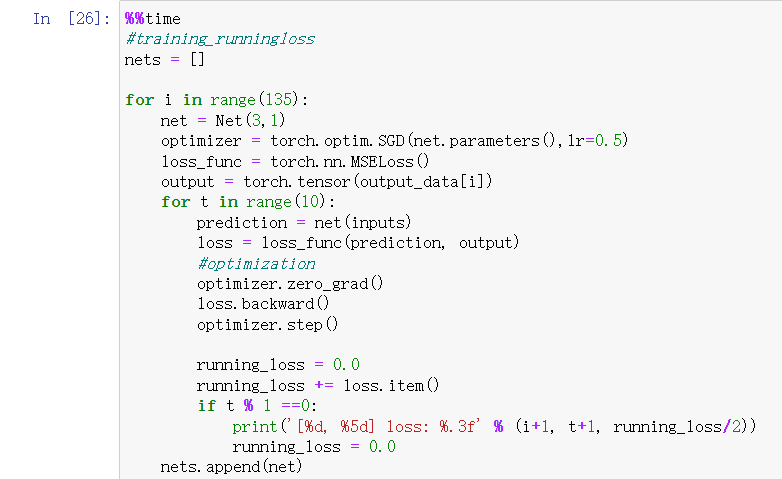 In [26]: %%time
#training_runningloss
nets = []
for i in range(135):
    net = Net(3,1)
    optimizer = torch.optim.SGD(net.parameters(),lr=0.5)
    loss_func = torch.nn.MSELoss()
    output = torch.tensor(output_data[i])
    for t in range(10):
        prediction = net(inputs)
        loss = loss_func(prediction, output)
        #optimization
        optimizer.zero_grad()
        loss.backward()
        optimizer.step()
        running_loss = 0.0
        running_loss += loss.item()
        if t % 1 ==0:
            print('[%d, %5d] loss: %.3f' % (i+1, t+1, running_loss/2))
            running_loss = 0.0
    nets.append(net)